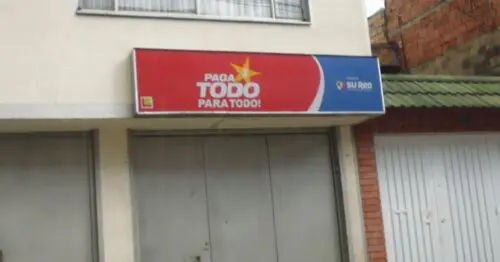 PAGA
TODO
PARA TODO!
SU RED